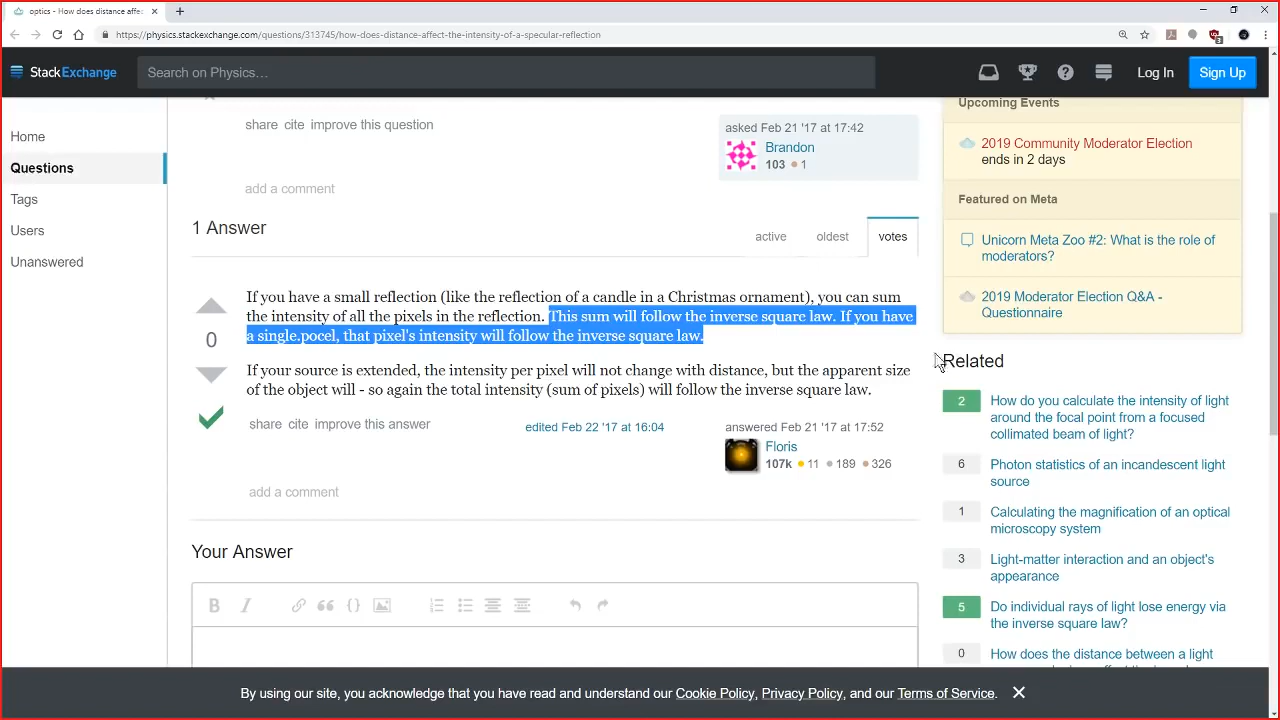 optics - How does distance affe
https://physics.stackexchange.com/questions/313745/how-does-distance-affect-the-intensity-of-a-specular-reflection
3
StackExchange
Search on Physics…
Log In
Sign Up
Home
Questions
Tags
Users
Unanswered
share cite improve this question
asked Feb 21 '17 at 17:42
Brandon
103 1
add a comment
1 Answer
active oldest votes
If you have a small reflection (like the reflection of a candle in a Christmas ornament), you can sum
the intensity of all the pixels in the reflection. This sum will follow the inverse square law. If you have
a single.pocel, that pixel's intensity will follow the inverse square law.
0
If your source is extended, the intensity per pixel will not change with distance, but the apparent size
of the object will - so again the total intensity (sum of pixels) will follow the inverse square law.
share cite improve this answer
edited Feb 22 '17 at 16:04
answered Feb 21 '17 at 17:52
Floris
107k 11 189 326
add a comment
Your Answer
B I
Upcoming Events
2019 Community Moderator Election
ends in 2 days
Featured on Meta
Unicorn Meta Zoo #2: What is the role of
moderators?
2019 Moderator Election Q&A -
Questionnaire
Related
2
How do you calculate the intensity of light
around the focal point from a focused
collimated beam of light?
6
Photon statistics of an incandescent light
source
1
Calculating the magnification of an optical
microscopy system
3
Light-matter interaction and an object's
appearance
5
Do individual rays of light lose energy via
the inverse square law?
0
How does the distance between a light
By using our site, you acknowledge that you have read and understand our Cookie Policy, Privacy Policy, and our Terms of Service.